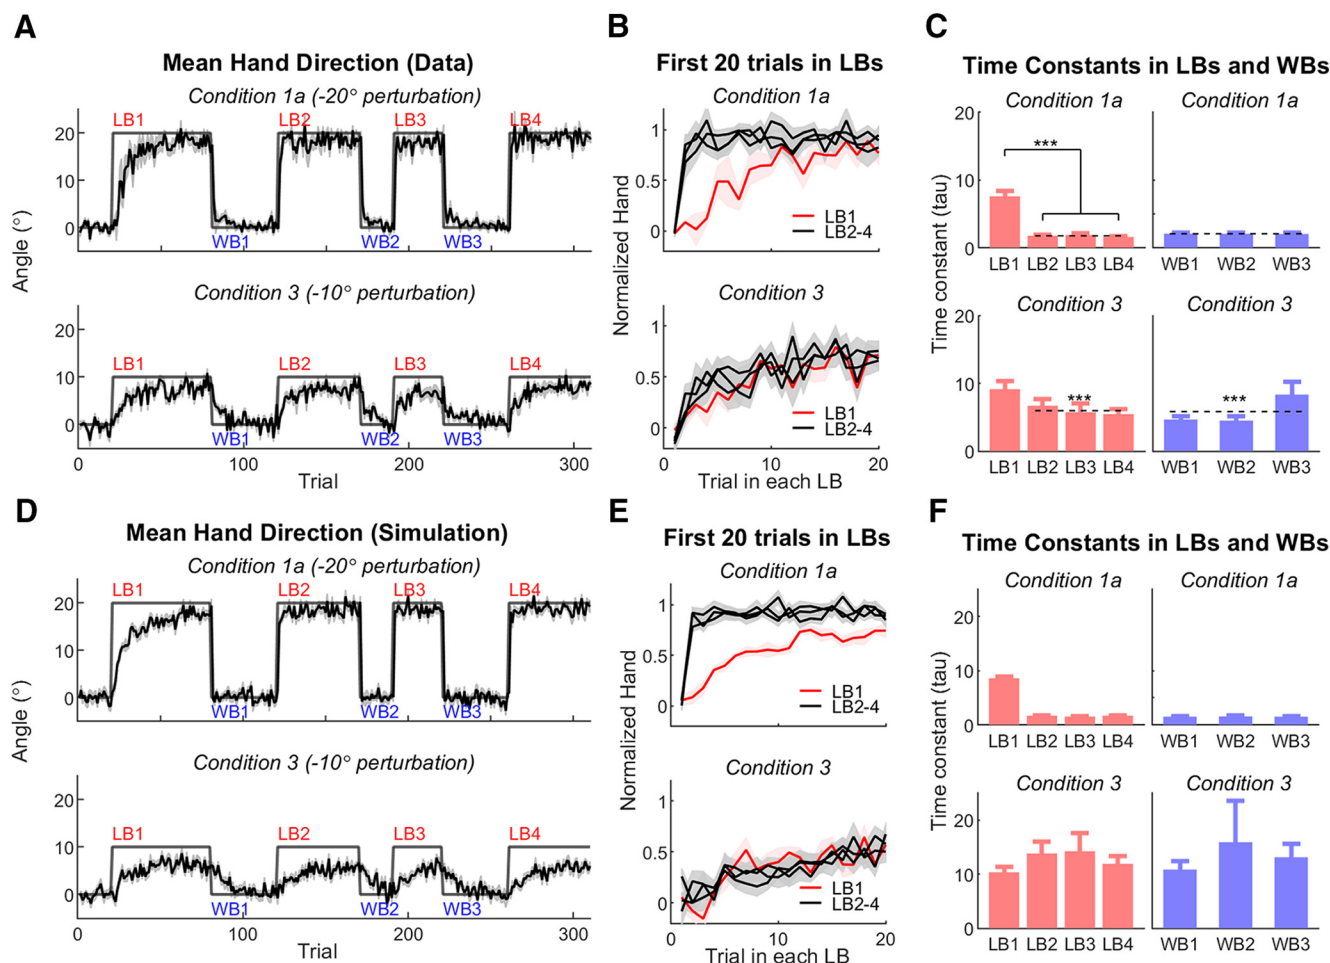 A
Mean Hand Direction (Data)
Condition 1a (-20° perturbation)
Angle (°)
20
10
0
LB1
LB2
LB3
LB4
WB1
WB2
WB3
Condition 3 (-10° perturbation)
20
10
0
LB1
LB2
LB3
LB4
WB1
WB2
WB3
0
100
200
300
Trial
B
First 20 trials in LBs
Condition 1a
Normalized Hand
1
0.5
0
LB1
LB2-4
Condition 3
1
0.5
0
LB1
LB2-4
0
10
20
Trial in each LB
C
Time Constants in LBs and WBs
Condition 1a
Condition 1a
Time constant (tau)
20
10
0
***
LB1 LB2 LB3 LB4
WB1 WB2 WB3
Condition 3
Condition 3
20
10
0
***
***
LB1 LB2 LB3 LB4
WB1 WB2 WB3
D
Mean Hand Direction (Simulation)
Condition 1a (-20° perturbation)
Angle (°)
20
10
0
LB1
LB2
LB3
LB4
WB1
WB2
WB3
Condition 3 (-10° perturbation)
20
10
0
LB1
LB2
LB3
LB4
WB1
WB2
WB3
0
100
200
300
Trial
E
First 20 trials in LBs
Condition 1a
Normalized Hand
1
0.5
0
LB1
LB2-4
Condition 3
1
0.5
0
LB1
LB2-4
0
10
20
Trial in each LB
F
Time Constants in LBs and WBs
Condition 1a
Condition 1a
Time constant (tau)
20
10
0
LB1 LB2 LB3 LB4
WB1 WB2 WB3
Condition 3
Condition 3
20
10
0
LB1 LB2 LB3 LB4
WB1 WB2 WB3